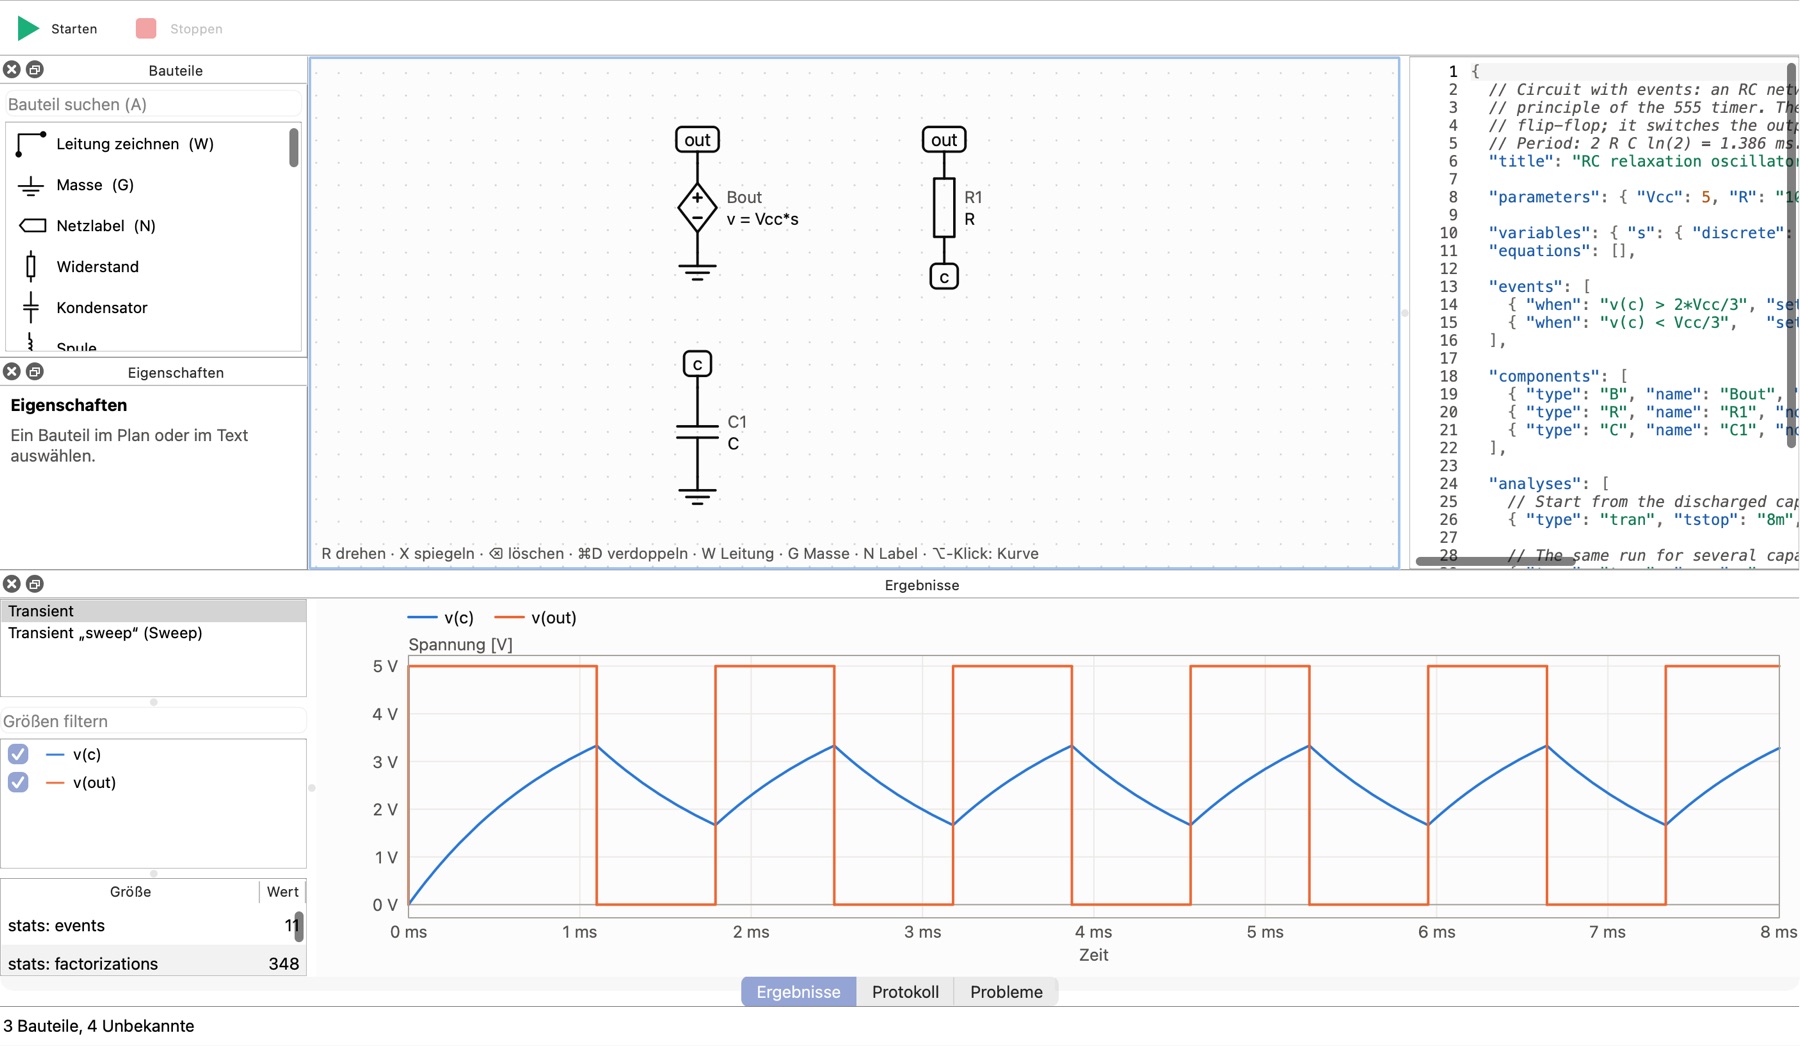 Starten
Stoppen
Bauteile
Bauteil suchen (A)
Leitung zeichnen (W)
Masse (G)
Netzlabel (N)
Widerstand
Kondensator
Spule
Eigenschaften
Eigenschaften
Ein Bauteil im Plan oder im Text
auswählen.
out
Bout
v = Vcc*s
out
R1
R
c
c
C1
C
R drehen · X spiegeln · ⌫ löschen · ⌘D verdoppeln · W Leitung · G Masse · N Label · ⌥-Klick: Kurve
1 {
2 // Circuit with events: an RC netw
3 // principle of the 555 timer. The
4 // flip-flop; it switches the outp
5 // Period: 2 R C ln(2) = 1.386 ms.
6 "title": "RC relaxation oscillator
7
8 "parameters": { "Vcc": 5, "R": "10
9
10 "variables": { "s": { "discrete":
11 "equations": [],
12
13 "events": [
14 { "when": "v(c) > 2*Vcc/3", "set
15 { "when": "v(c) < Vcc/3", "set
16 ],
17
18 "components": [
19 { "type": "B", "name": "Bout", "
20 { "type": "R", "name": "R1", "no
21 { "type": "C", "name": "C1", "no
22 ],
23
24 "analyses": [
25 // Start from the discharged cap
26 { "type": "tran", "tstop": "8m",
27
28 // The same run for several capa
Ergebnisse
Transient
Transient „sweep“ (Sweep)
Größen filtern
v(c)
v(out)
Größe Wert
stats: events 11
stats: factorizations 348
v(c) v(out)
Spannung [V]
5 V
4 V
3 V
2 V
1 V
0 V
0 ms 1 ms 2 ms 3 ms 4 ms 5 ms 6 ms 7 ms 8 ms
Zeit
Ergebnisse Protokoll Probleme
3 Bauteile, 4 Unbekannte